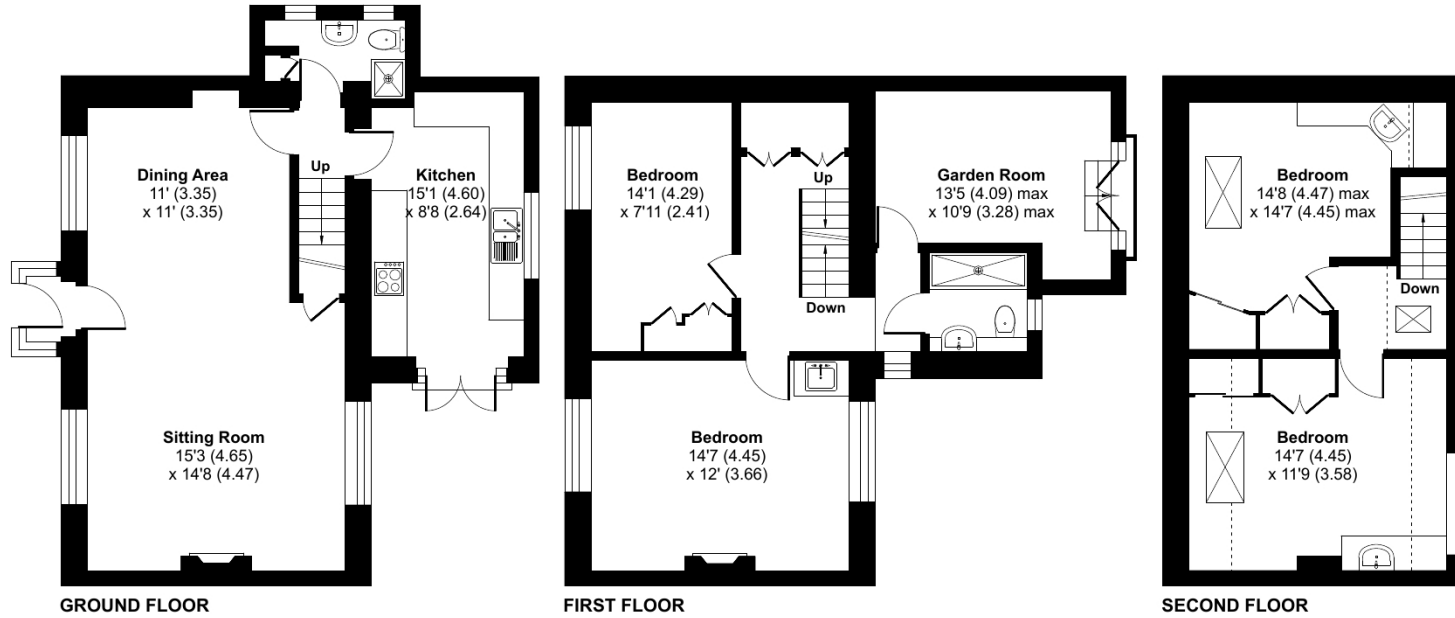 Dining Area
11' (3.35)
x 11' (3.35)
Up
Kitchen
15'1 (4.60)
x 8'8 (2.64)
Sitting Room
15'3 (4.65)
x 14'8 (4.47)
GROUND FLOOR
Bedroom
14'1 (4.29)
x 7'11 (2.41)
Up
Down
Garden Room
13'5 (4.09) max
x 10'9 (3.28) max
Bedroom
14'7 (4.45)
x 12' (3.66)
FIRST FLOOR
Bedroom
14'8 (4.47) max
x 14'7 (4.45) max
Down
Bedroom
14'7 (4.45)
x 11'9 (3.58)
SECOND FLOOR